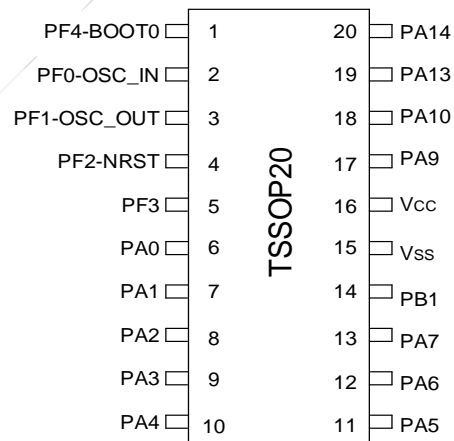 PF4-BOOT0 1 20 PA14
PF0-OSC_IN 2 19 PA13
PF1-OSC_OUT 3 18 PA10
PF2-NRST 4 17 PA9
PF3 5 16 Vcc
PA0 6 15 Vss
PA1 7 14 PB1
PA2 8 13 PA7
PA3 9 12 PA6
PA4 10 11 PA5
TSSOP20